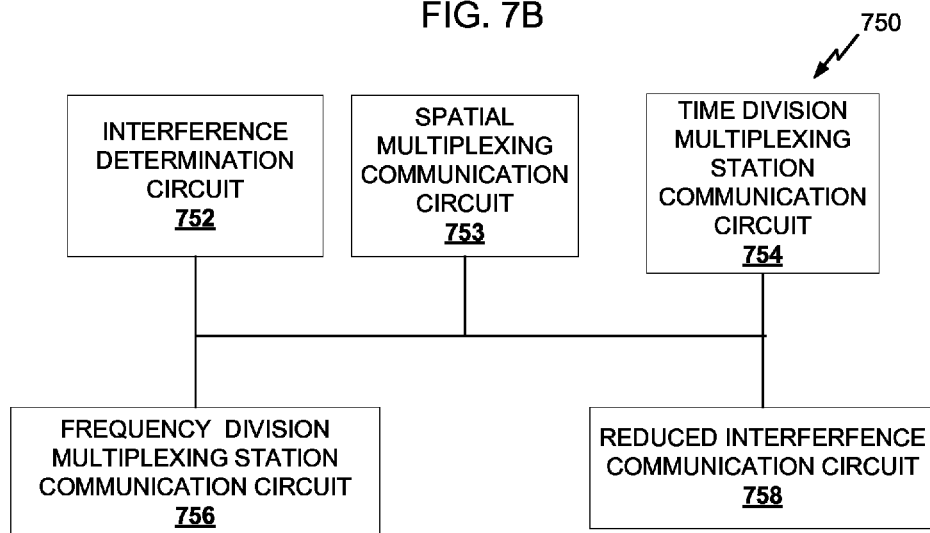 FIG. 7B
750
INTERFERENCE
DETERMINATION
CIRCUIT
752
SPATIAL
MULTIPLEXING
COMMUNICATION
CIRCUIT
753
TIME DIVISION
MULTIPLEXING
STATION
COMMUNICATION
CIRCUIT
754
FREQUENCY DIVISION
MULTIPLEXING STATION
COMMUNICATION CIRCUIT
756
REDUCED INTERFERFENCE
COMMUNICATION CIRCUIT
758